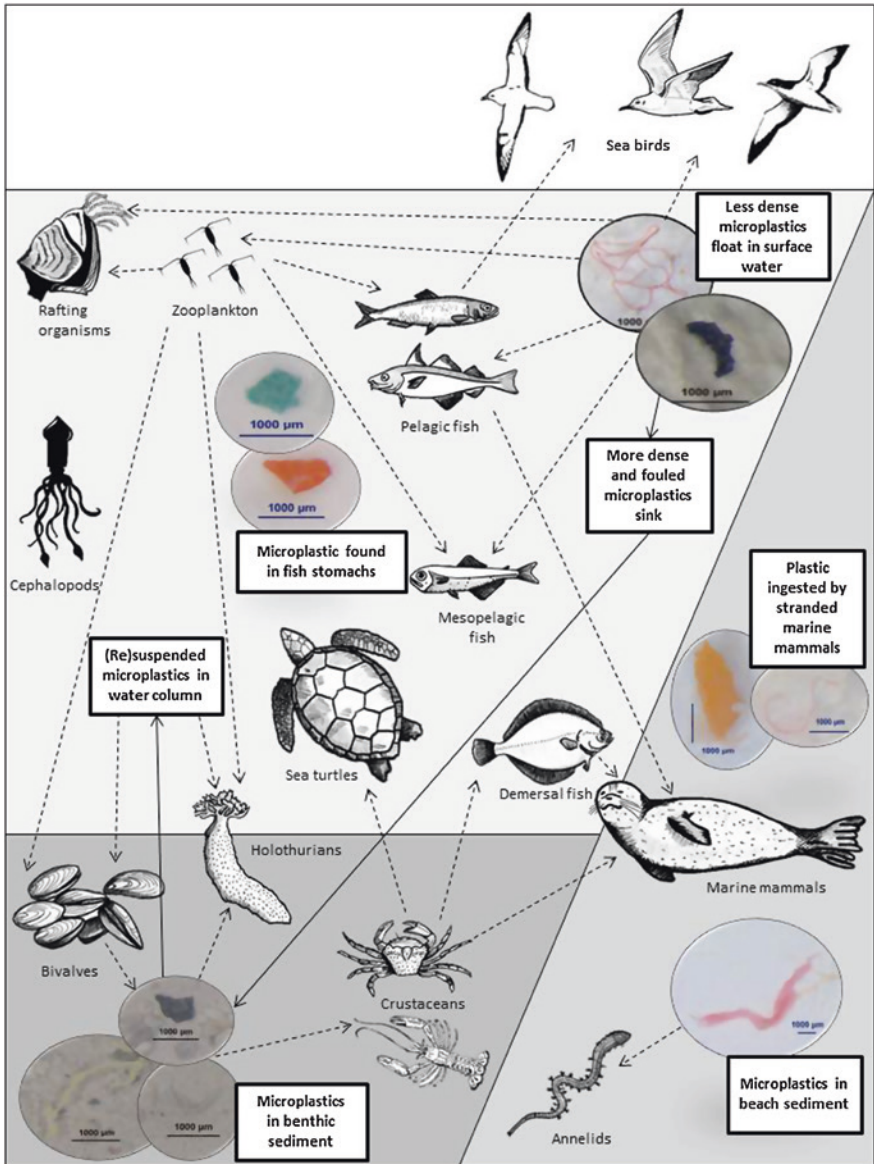 Sea birds
Less dense
microplastics
float in surface
water
Rafting
organisms
Zooplankton
1000
1000 µm
1000 µm
Pelagic fish
More dense
and fouled
microplastics
sink
1000 µm
Microplastic found
in fish stomachs
Cephalopods
Mesopelagic
fish
Plastic
ingested by
stranded
marine
mammals
(Re)suspended
microplastics in
water column
1000 µm
1000 µm
Sea turtles
Demersal fish
Holothurians
Marine mammals
Bivalves
Crustaceans
1000 µm
1000 µm
1000 µm
1000 µm
Microplastics
in benthic
sediment
Microplastics in
beach sediment
Annelids